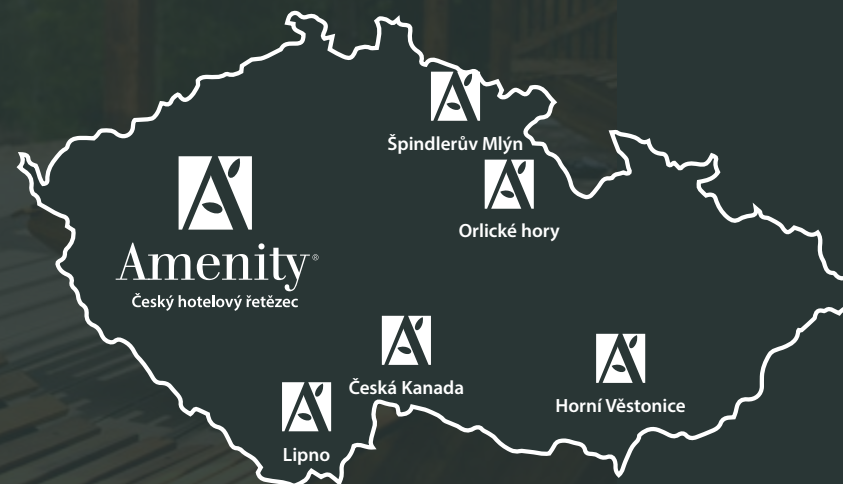 Špindlerův Mlýn
Orlické hory
Amenity®
Český hotelový řetězec
Česká Kanada
Horní Věstonice
Lipno